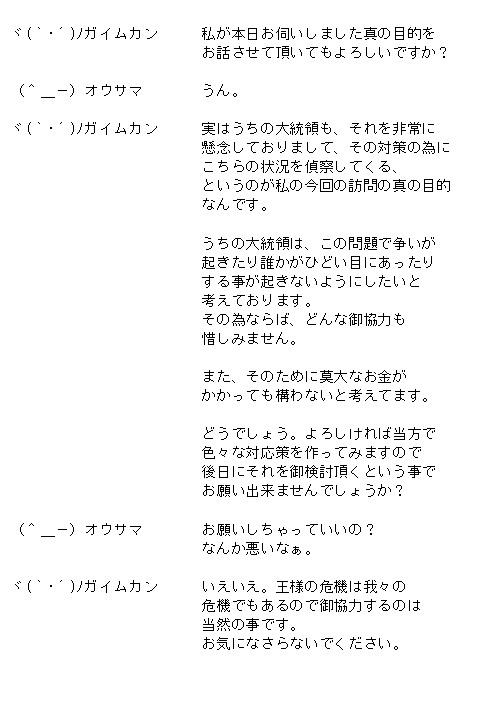 ヾ(｀・´)ﾉガイムカン　　私が本日お伺いしました真の目的を
お話させて頂いてもよろしいですか？
（＾＿－）オウサマ　　うん。
ヾ(｀・´)ﾉガイムカン　　実はうちの大統領も、それを非常に
懸念しておりまして、その対策の為に
こちらの状況を偵察してくる、
というのが私の今回の訪問の真の目的
なんです。
うちの大統領は、この問題で争いが
起きたり誰かがひどい目にあったり
する事が起きないようにしたいと
考えております。
その為ならば、どんな御協力も
惜しみません。
また、そのために莫大なお金が
かかっても構わないと考えてます。
どうでしょう。よろしければ当方で
色々な対応策を作ってみますので
後日にそれを御検討頂くという事で
お願い出来ませんでしょうか？
（＾＿－）オウサマ　　お願いしちゃっていいの？
なんか悪いなぁ。
ヾ(｀・´)ﾉガイムカン　　いえいえ。王様の危機は我々の
危機でもあるので御協力するのは
当然の事です。
お気になさらないでください。